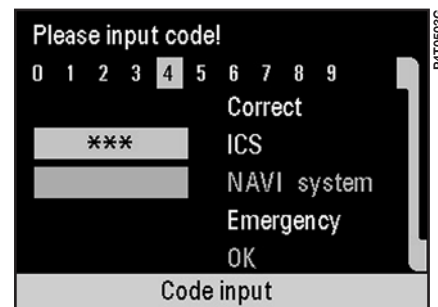 Please input code!
0 1 2 3 4 5 6 7 8 9
Correct
*** ICS
NAVI system
Emergency
OK
Code input